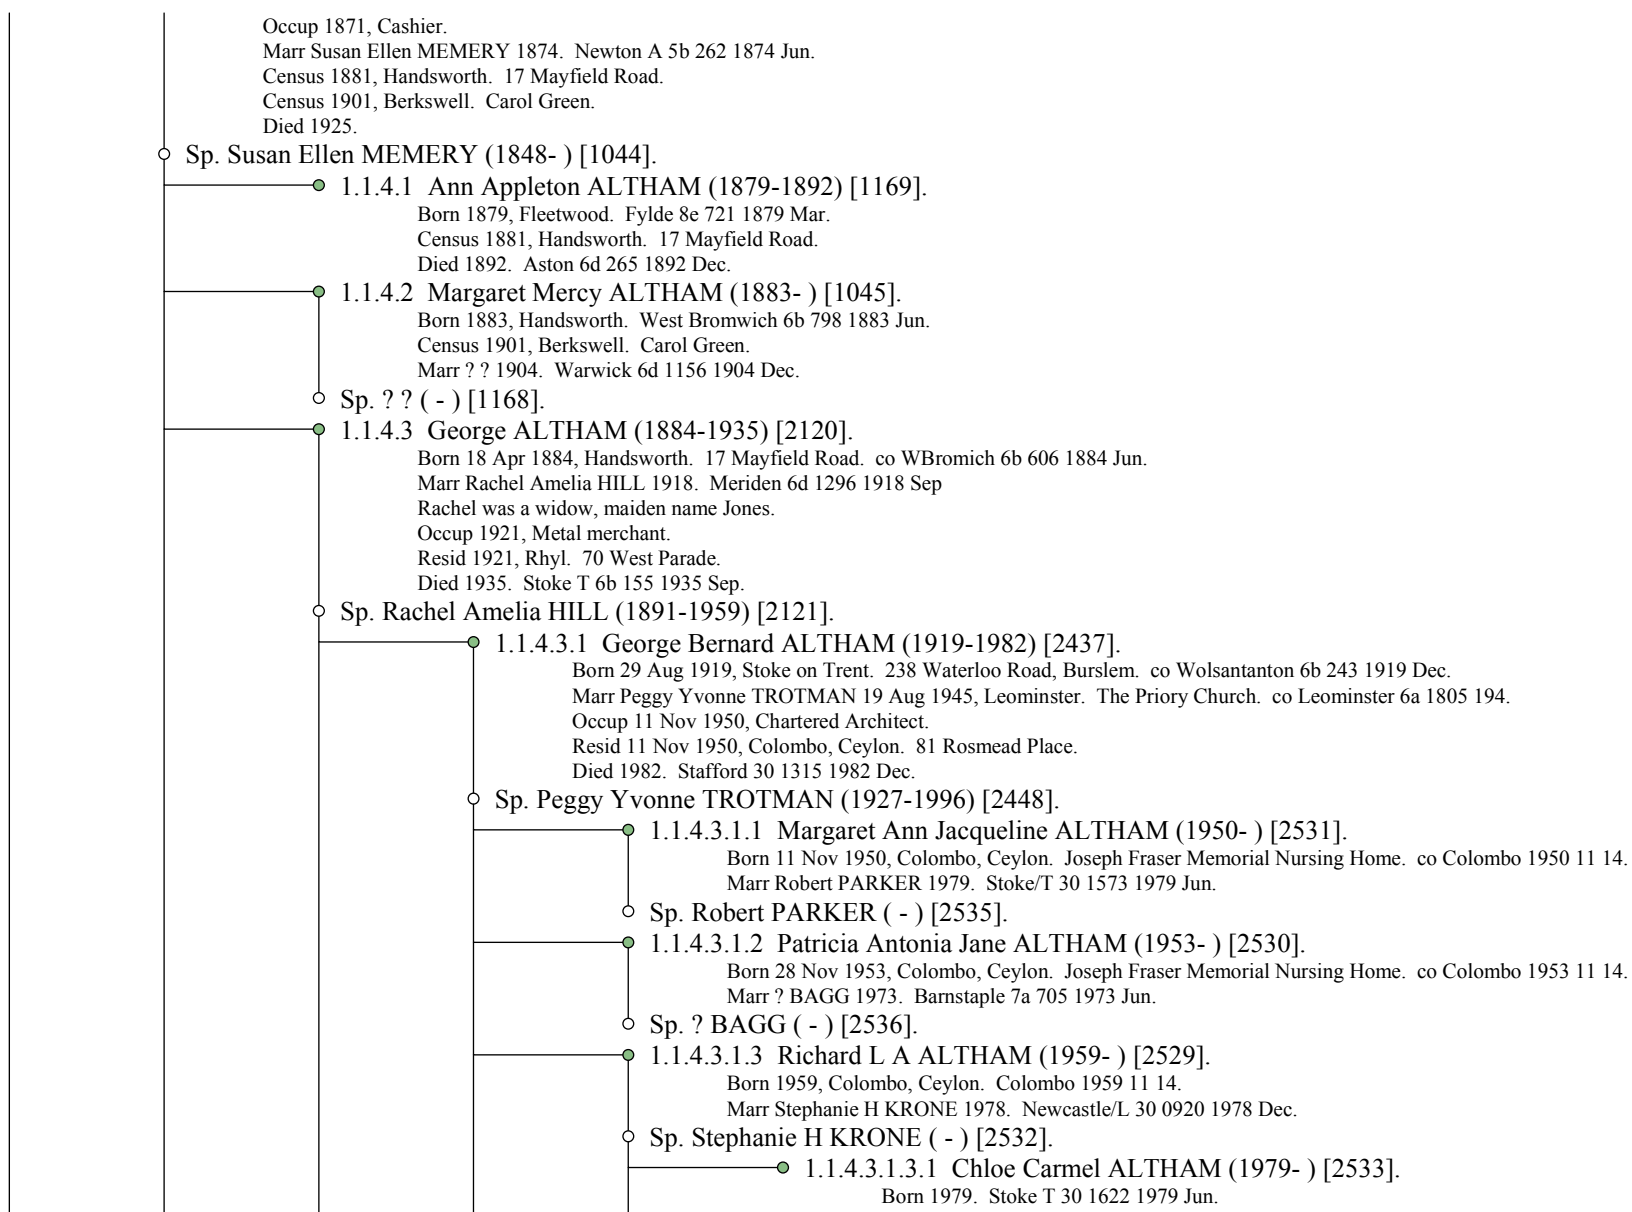 Occup 1871, Cashier.
Marr Susan Ellen MEMERY 1874.  Newton A 5b 262 1874 Jun.
Census 1881, Handsworth.  17 Mayfield Road.
Census 1901, Berkswell.  Carol Green.
Died 1925.
Sp. Susan Ellen MEMERY (1848- ) [1044].
1.1.4.1  Ann Appleton ALTHAM (1879-1892) [1169].
Born 1879, Fleetwood.  Fylde 8e 721 1879 Mar.
Census 1881, Handsworth.  17 Mayfield Road.
Died 1892.  Aston 6d 265 1892 Dec.
1.1.4.2  Margaret Mercy ALTHAM (1883- ) [1045].
Born 1883, Handsworth.  West Bromwich 6b 798 1883 Jun.
Census 1901, Berkswell.  Carol Green.
Marr ? ? 1904.  Warwick 6d 1156 1904 Dec.
Sp. ? ? ( - ) [1168].
1.1.4.3  George ALTHAM (1884-1935) [2120].
Born 18 Apr 1884, Handsworth.  17 Mayfield Road.  co WBromich 6b 606 1884 Jun.
Marr Rachel Amelia HILL 1918.  Meriden 6d 1296 1918 Sep
Rachel was a widow, maiden name Jones.
Occup 1921, Metal merchant.
Resid 1921, Rhyl.  70 West Parade.
Died 1935.  Stoke T 6b 155 1935 Sep.
Sp. Rachel Amelia HILL (1891-1959) [2121].
1.1.4.3.1  George Bernard ALTHAM (1919-1982) [2437].
Born 29 Aug 1919, Stoke on Trent.  238 Waterloo Road, Burslem.  co Wolsantanton 6b 243 1919 Dec.
Marr Peggy Yvonne TROTMAN 19 Aug 1945, Leominster.  The Priory Church.  co Leominster 6a 1805 194.
Occup 11 Nov 1950, Chartered Architect.
Resid 11 Nov 1950, Colombo, Ceylon.  81 Rosmead Place.
Died 1982.  Stafford 30 1315 1982 Dec.
Sp. Peggy Yvonne TROTMAN (1927-1996) [2448].
1.1.4.3.1.1  Margaret Ann Jacqueline ALTHAM (1950- ) [2531].
Born 11 Nov 1950, Colombo, Ceylon.  Joseph Fraser Memorial Nursing Home.  co Colombo 1950 11 14.
Marr Robert PARKER 1979.  Stoke/T 30 1573 1979 Jun.
Sp. Robert PARKER ( - ) [2535].
1.1.4.3.1.2  Patricia Antonia Jane ALTHAM (1953- ) [2530].
Born 28 Nov 1953, Colombo, Ceylon.  Joseph Fraser Memorial Nursing Home.  co Colombo 1953 11 14.
Marr ? BAGG 1973.  Barnstaple 7a 705 1973 Jun.
Sp. ? BAGG ( - ) [2536].
1.1.4.3.1.3  Richard L A ALTHAM (1959- ) [2529].
Born 1959, Colombo, Ceylon.  Colombo 1959 11 14.
Marr Stephanie H KRONE 1978.  Newcastle/L 30 0920 1978 Dec.
Sp. Stephanie H KRONE ( - ) [2532].
1.1.4.3.1.3.1  Chloe Carmel ALTHAM (1979- ) [2533].
Born 1979.  Stoke T 30 1622 1979 Jun.